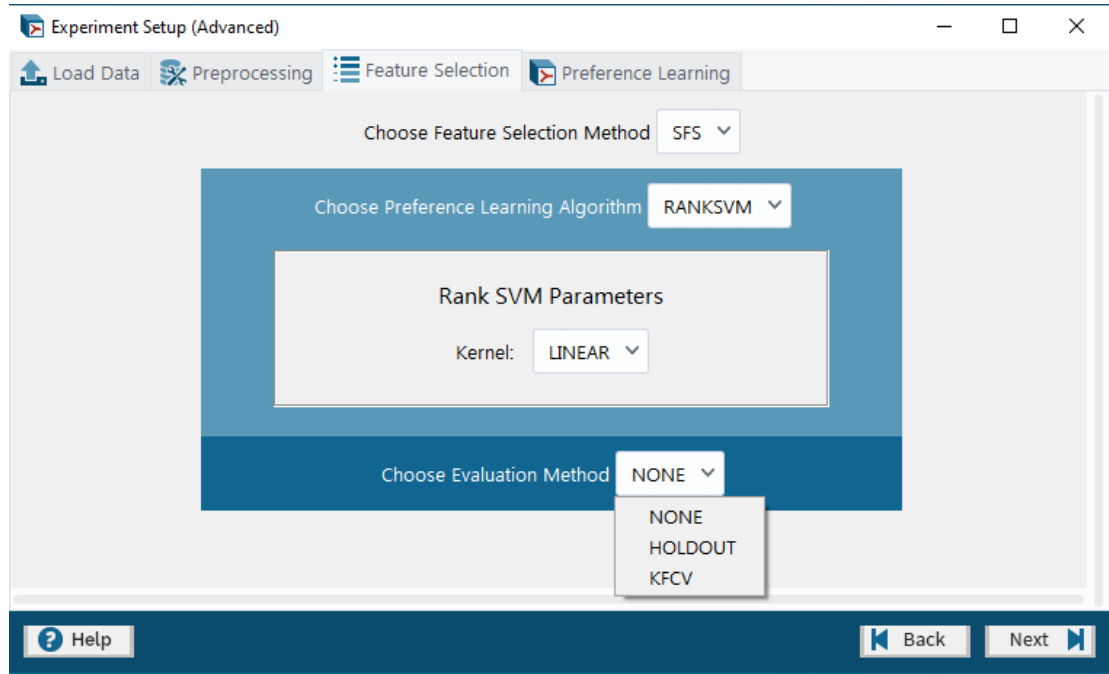 Experiment Setup (Advanced)
Load Data Preprocessing Feature Selection Preference Learning
Choose Feature Selection Method SFS
Choose Preference Learning Algorithm RANKSVM
Rank SVM Parameters
Kernel: LINEAR
Choose Evaluation Method NONE
NONE
HOLDOUT
KFCV
Help Back Next